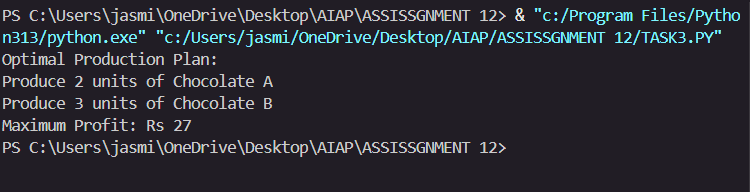 PS C:\Users\jasmi\OneDrive\Desktop\AIAP\ASSISSGNMENT 12> & "c:/Program Files/Pytho
n313/python.exe" "c:/Users/jasmi/OneDrive/Desktop/AIAP/ASSISSGNMENT 12/TASK3.PY"
Optimal Production Plan:
Produce 2 units of Chocolate A
Produce 3 units of Chocolate B
Maximum Profit: Rs 27
PS C:\Users\jasmi\OneDrive\Desktop\AIAP\ASSISSGNMENT 12>